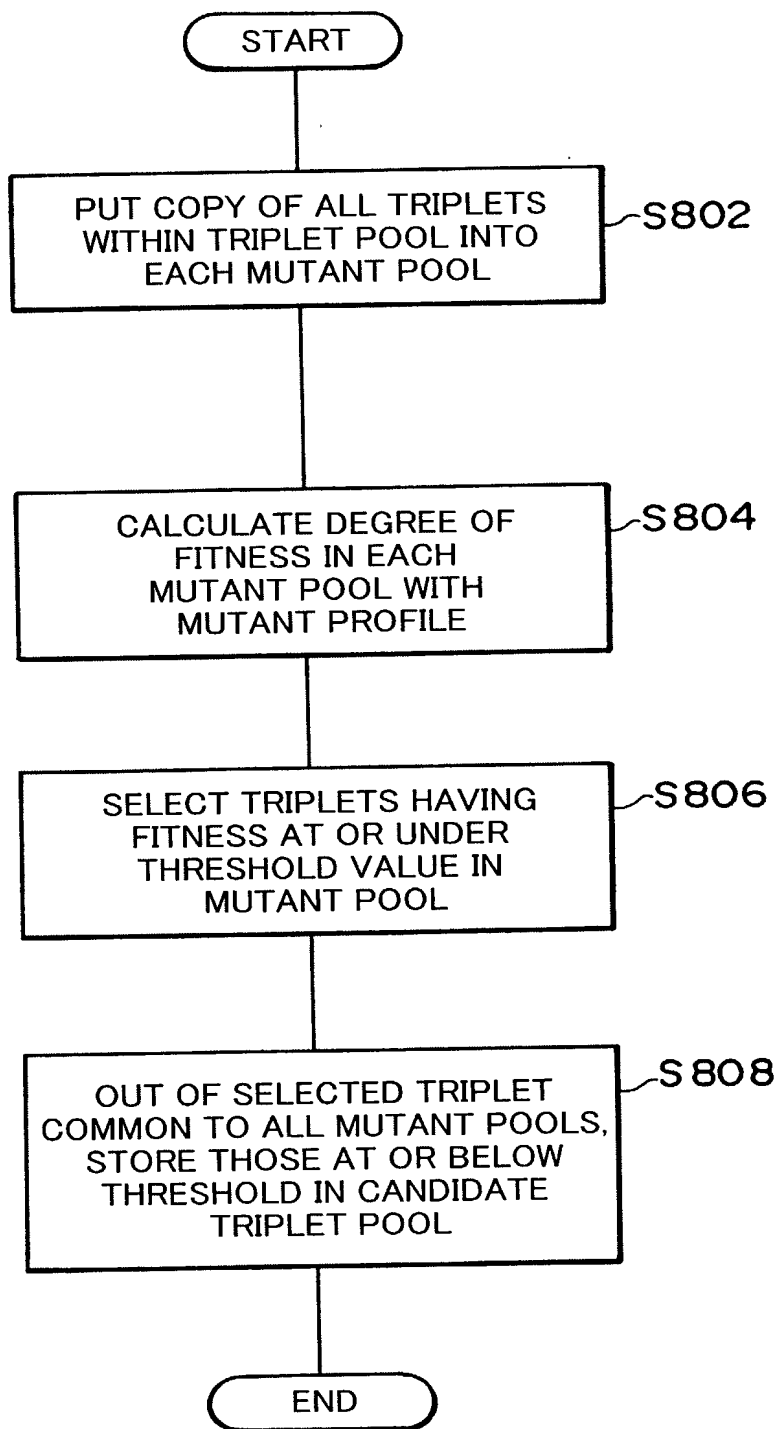 START
PUT COPY OF ALL TRIPLETS
WITHIN TRIPLET POOL INTO
EACH MUTANT POOL
S802
CALCULATE DEGREE OF
FITNESS IN EACH
MUTANT POOL WITH
MUTANT PROFILE
S804
SELECT TRIPLETS HAVING
FITNESS AT OR UNDER
THRESHOLD VALUE IN
MUTANT POOL
S806
OUT OF SELECTED TRIPLET
COMMON TO ALL MUTANT POOLS,
STORE THOSE AT OR BELOW
THRESHOLD IN CANDIDATE
TRIPLET POOL
S808
END